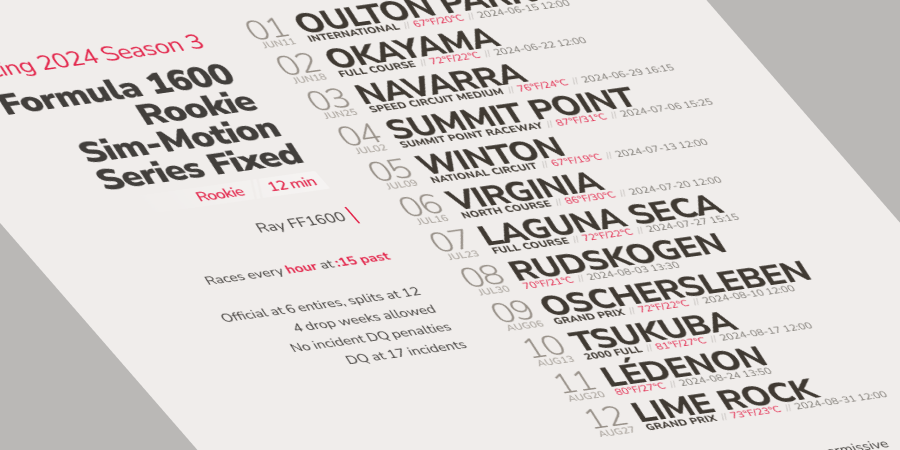 ing 2024 Season 3
Formula 1600
Rookie
Sim-Motion
Series Fixed
Rookie 12 min
Ray FF1600
Races every hour at :15 past
Official at 6 entires, splits at 12
4 drop weeks allowed
No incident DQ penalties
DQ at 17 incidents
01 OULTON PARK
JUN11 INTERNATIONAL // 67°F/20°C // 2024-06-15 12:00
02 OKAYAMA
JUN18 FULL COURSE // 72°F/22°C // 2024-06-22 12:00
03 NAVARRA
JUN25 SPEED CIRCUIT MEDIUM // 76°F/24°C // 2024-06-29 16:15
04 SUMMIT POINT
JUL02 SUMMIT POINT RACEWAY // 87°F/31°C // 2024-07-06 15:25
05 WINTON
JUL09 NATIONAL CIRCUIT // 67°F/19°C // 2024-07-13 12:00
06 VIRGINIA
JUL16 NORTH COURSE // 86°F/30°C // 2024-07-20 12:00
07 LAGUNA SECA
JUL23 FULL COURSE // 72°F/22°C // 2024-07-27 15:15
08 RUDSKOGEN
JUL30 70°F/21°C // 2024-08-03 13:30
09 OSCHERSLEBEN
AUG06 GRAND PRIX // 72°F/22°C // 2024-08-10 12:00
10 TSUKUBA
AUG13 2000 FULL // 81°F/27°C // 2024-08-17 12:00
11 LÉDENON
AUG20 80°F/27°C // 2024-08-24 13:50
12 LIME ROCK
AUG27 GRAND PRIX // 73°F/23°C // 2024-08-31 12:00
ermissive